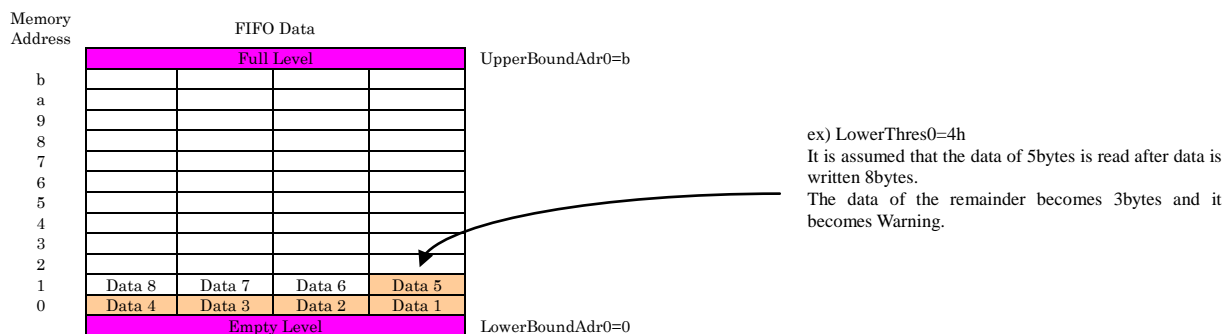 Memory
Address
FIFO Data
Full Level
UpperBoundAdr0=b
b
a
9
8
7
6
5
4
3
2
1
Data 8
Data 7
Data 6
Data 5
0
Data 4
Data 3
Data 2
Data 1
Empty Level
LowerBoundAdr0=0
ex) LowerThres0=4h
It is assumed that the data of 5bytes is read after data is
written 8bytes.
The data of the remainder becomes 3bytes and it
becomes Warning.